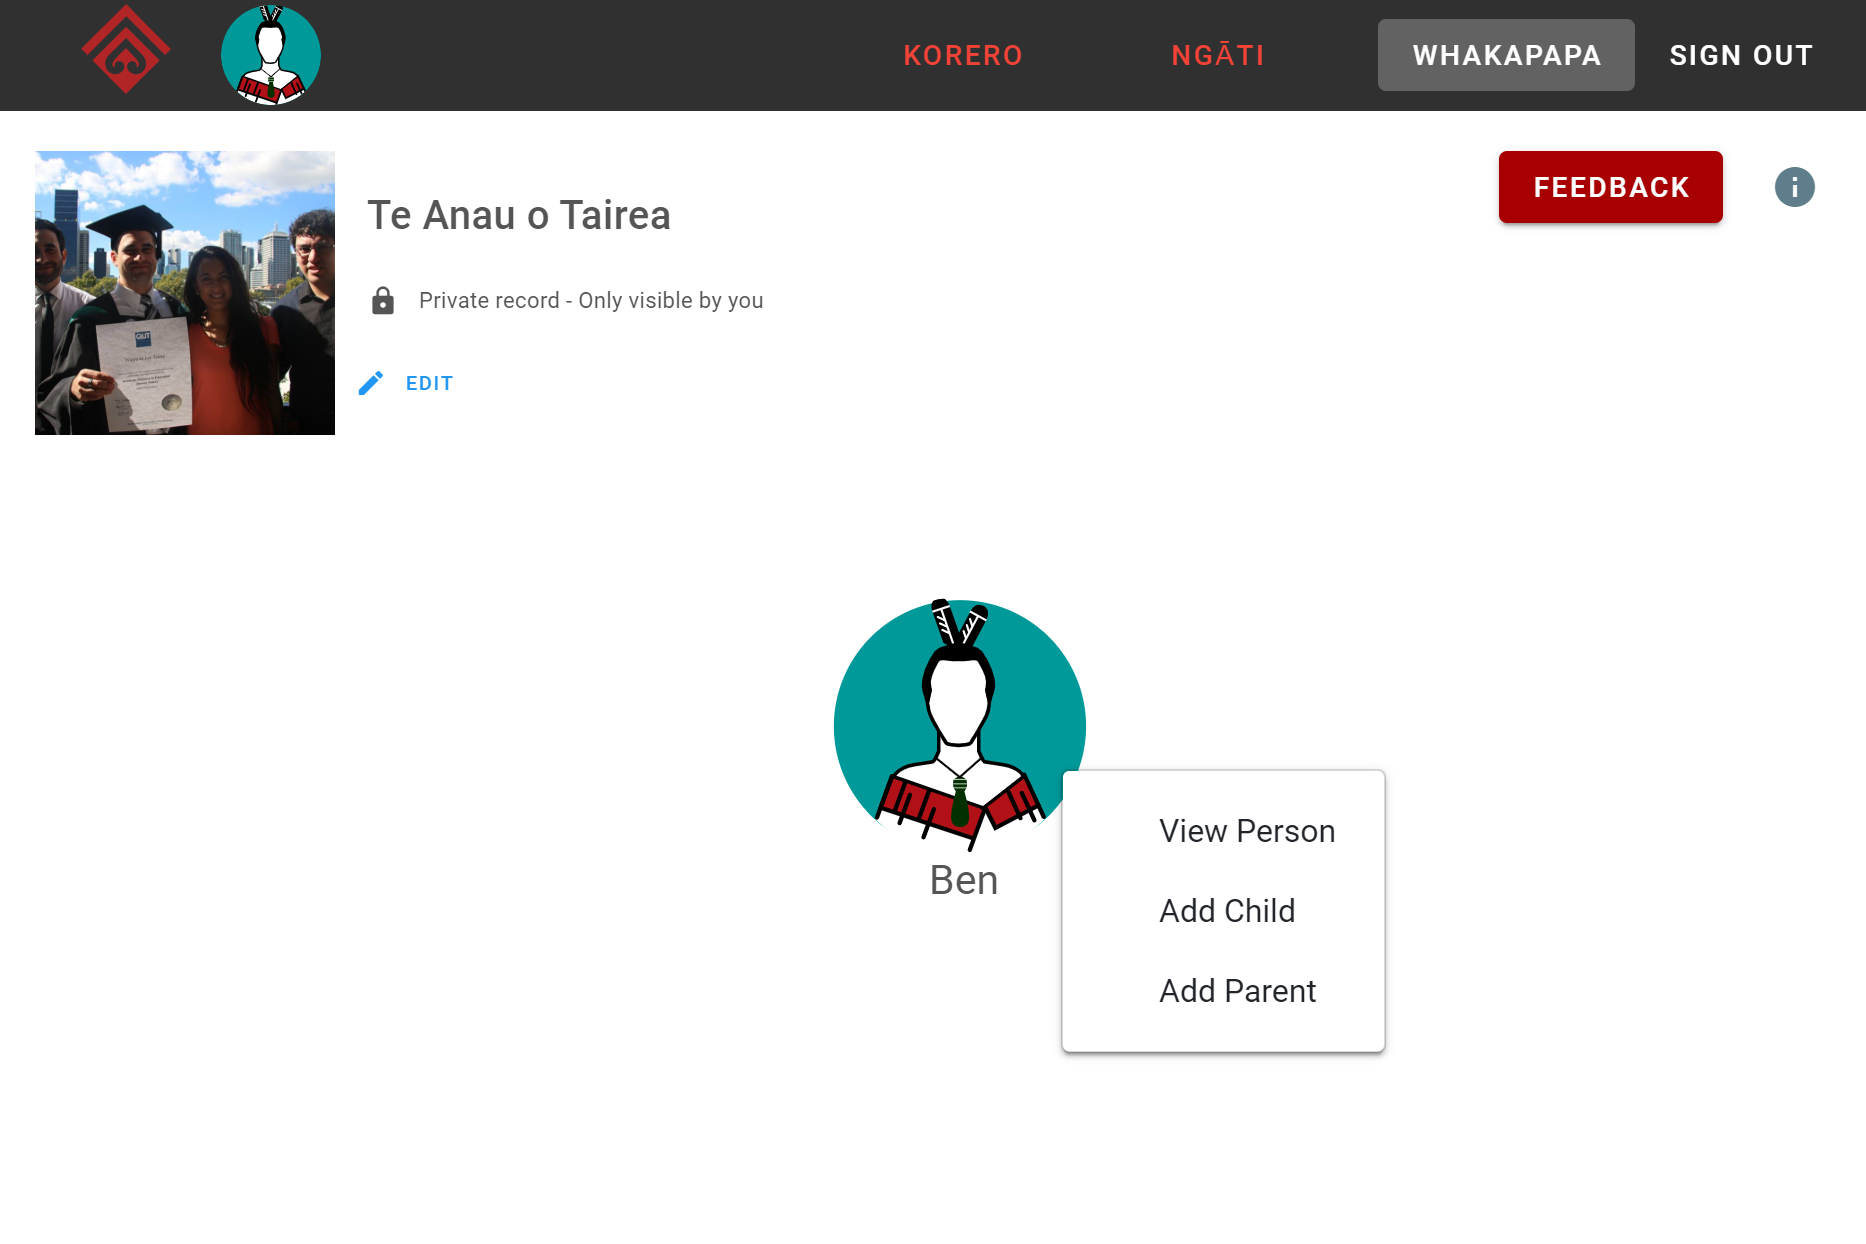 KORERO
NGĀTI
WHAKAPAPA
SIGN OUT
Te Anau o Tairea
FEEDBACK
i
Private record - Only visible by you
EDIT
QUT
Ben
View Person
Add Child
Add Parent